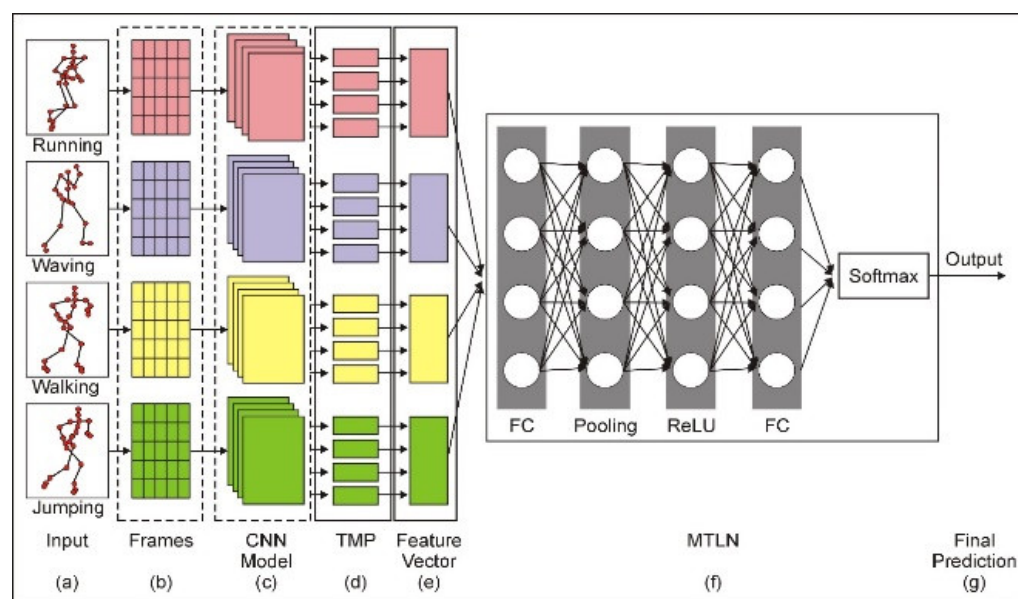 Running
Waving
Walking
Jumping
FC
Pooling
ReLU
FC
Softmax
Output
Input
(a)
Frames
(b)
CNN
Model
(c)
TMP
(d)
Feature
Vector
(e)
MTLN
(f)
Final
Prediction
(g)